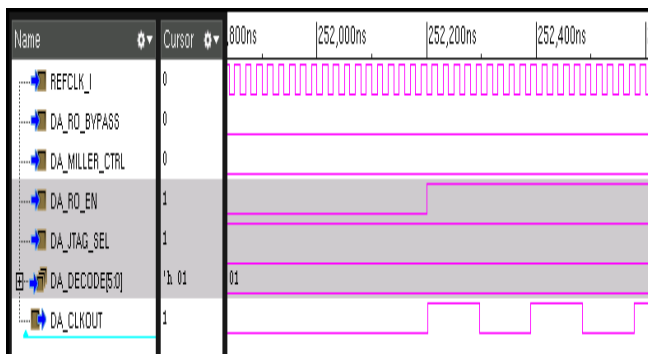 Name Cursor ,800ns 252,000ns 252,200ns 252,400ns
REFCLK_I 0
DA_RO_BYPASS 0
DA_MILLER_CTRL 0
DA_RO_EN 1
DA_JTAG_SEL 1
DA_DECODE[5:0] 'h 01 01
DA_CLKOUT 1